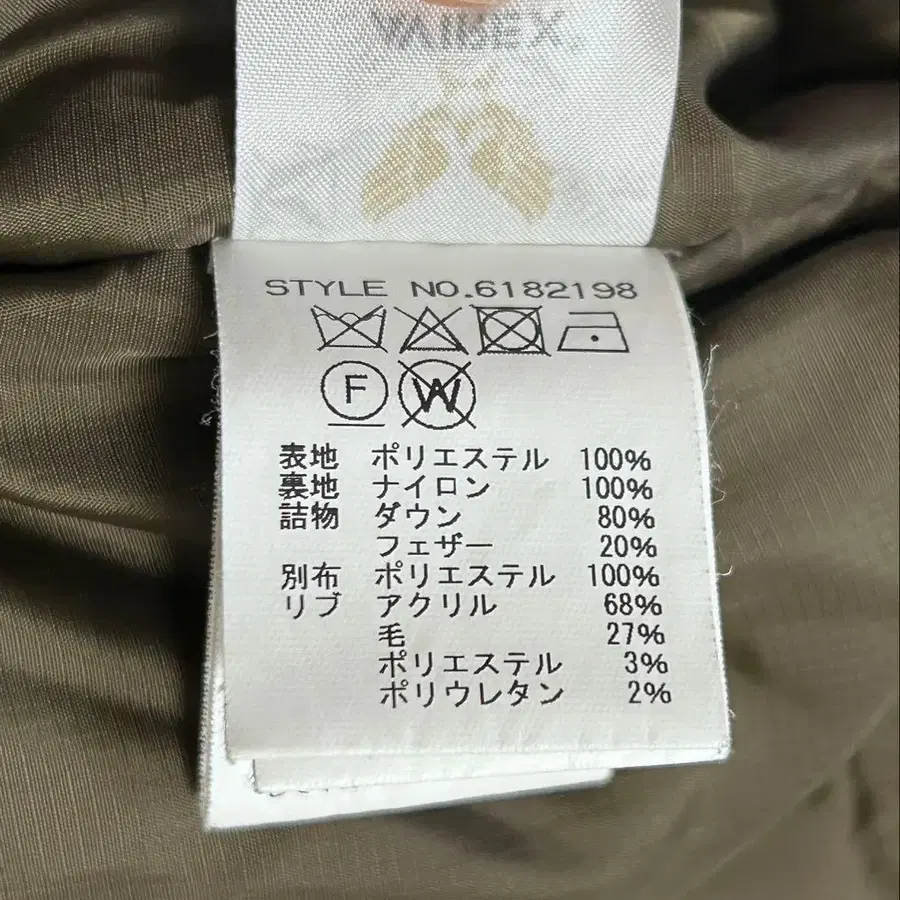 STYLE NO.6182198
F W
表地 ポリエステル 100%
裏地 ナイロン 100%
詰物 ダウン 80%
フェザー 20%
別布 ポリエステル 100%
リブ アクリル 68%
毛 27%
ポリエステル 3%
ポリウレタン 2%